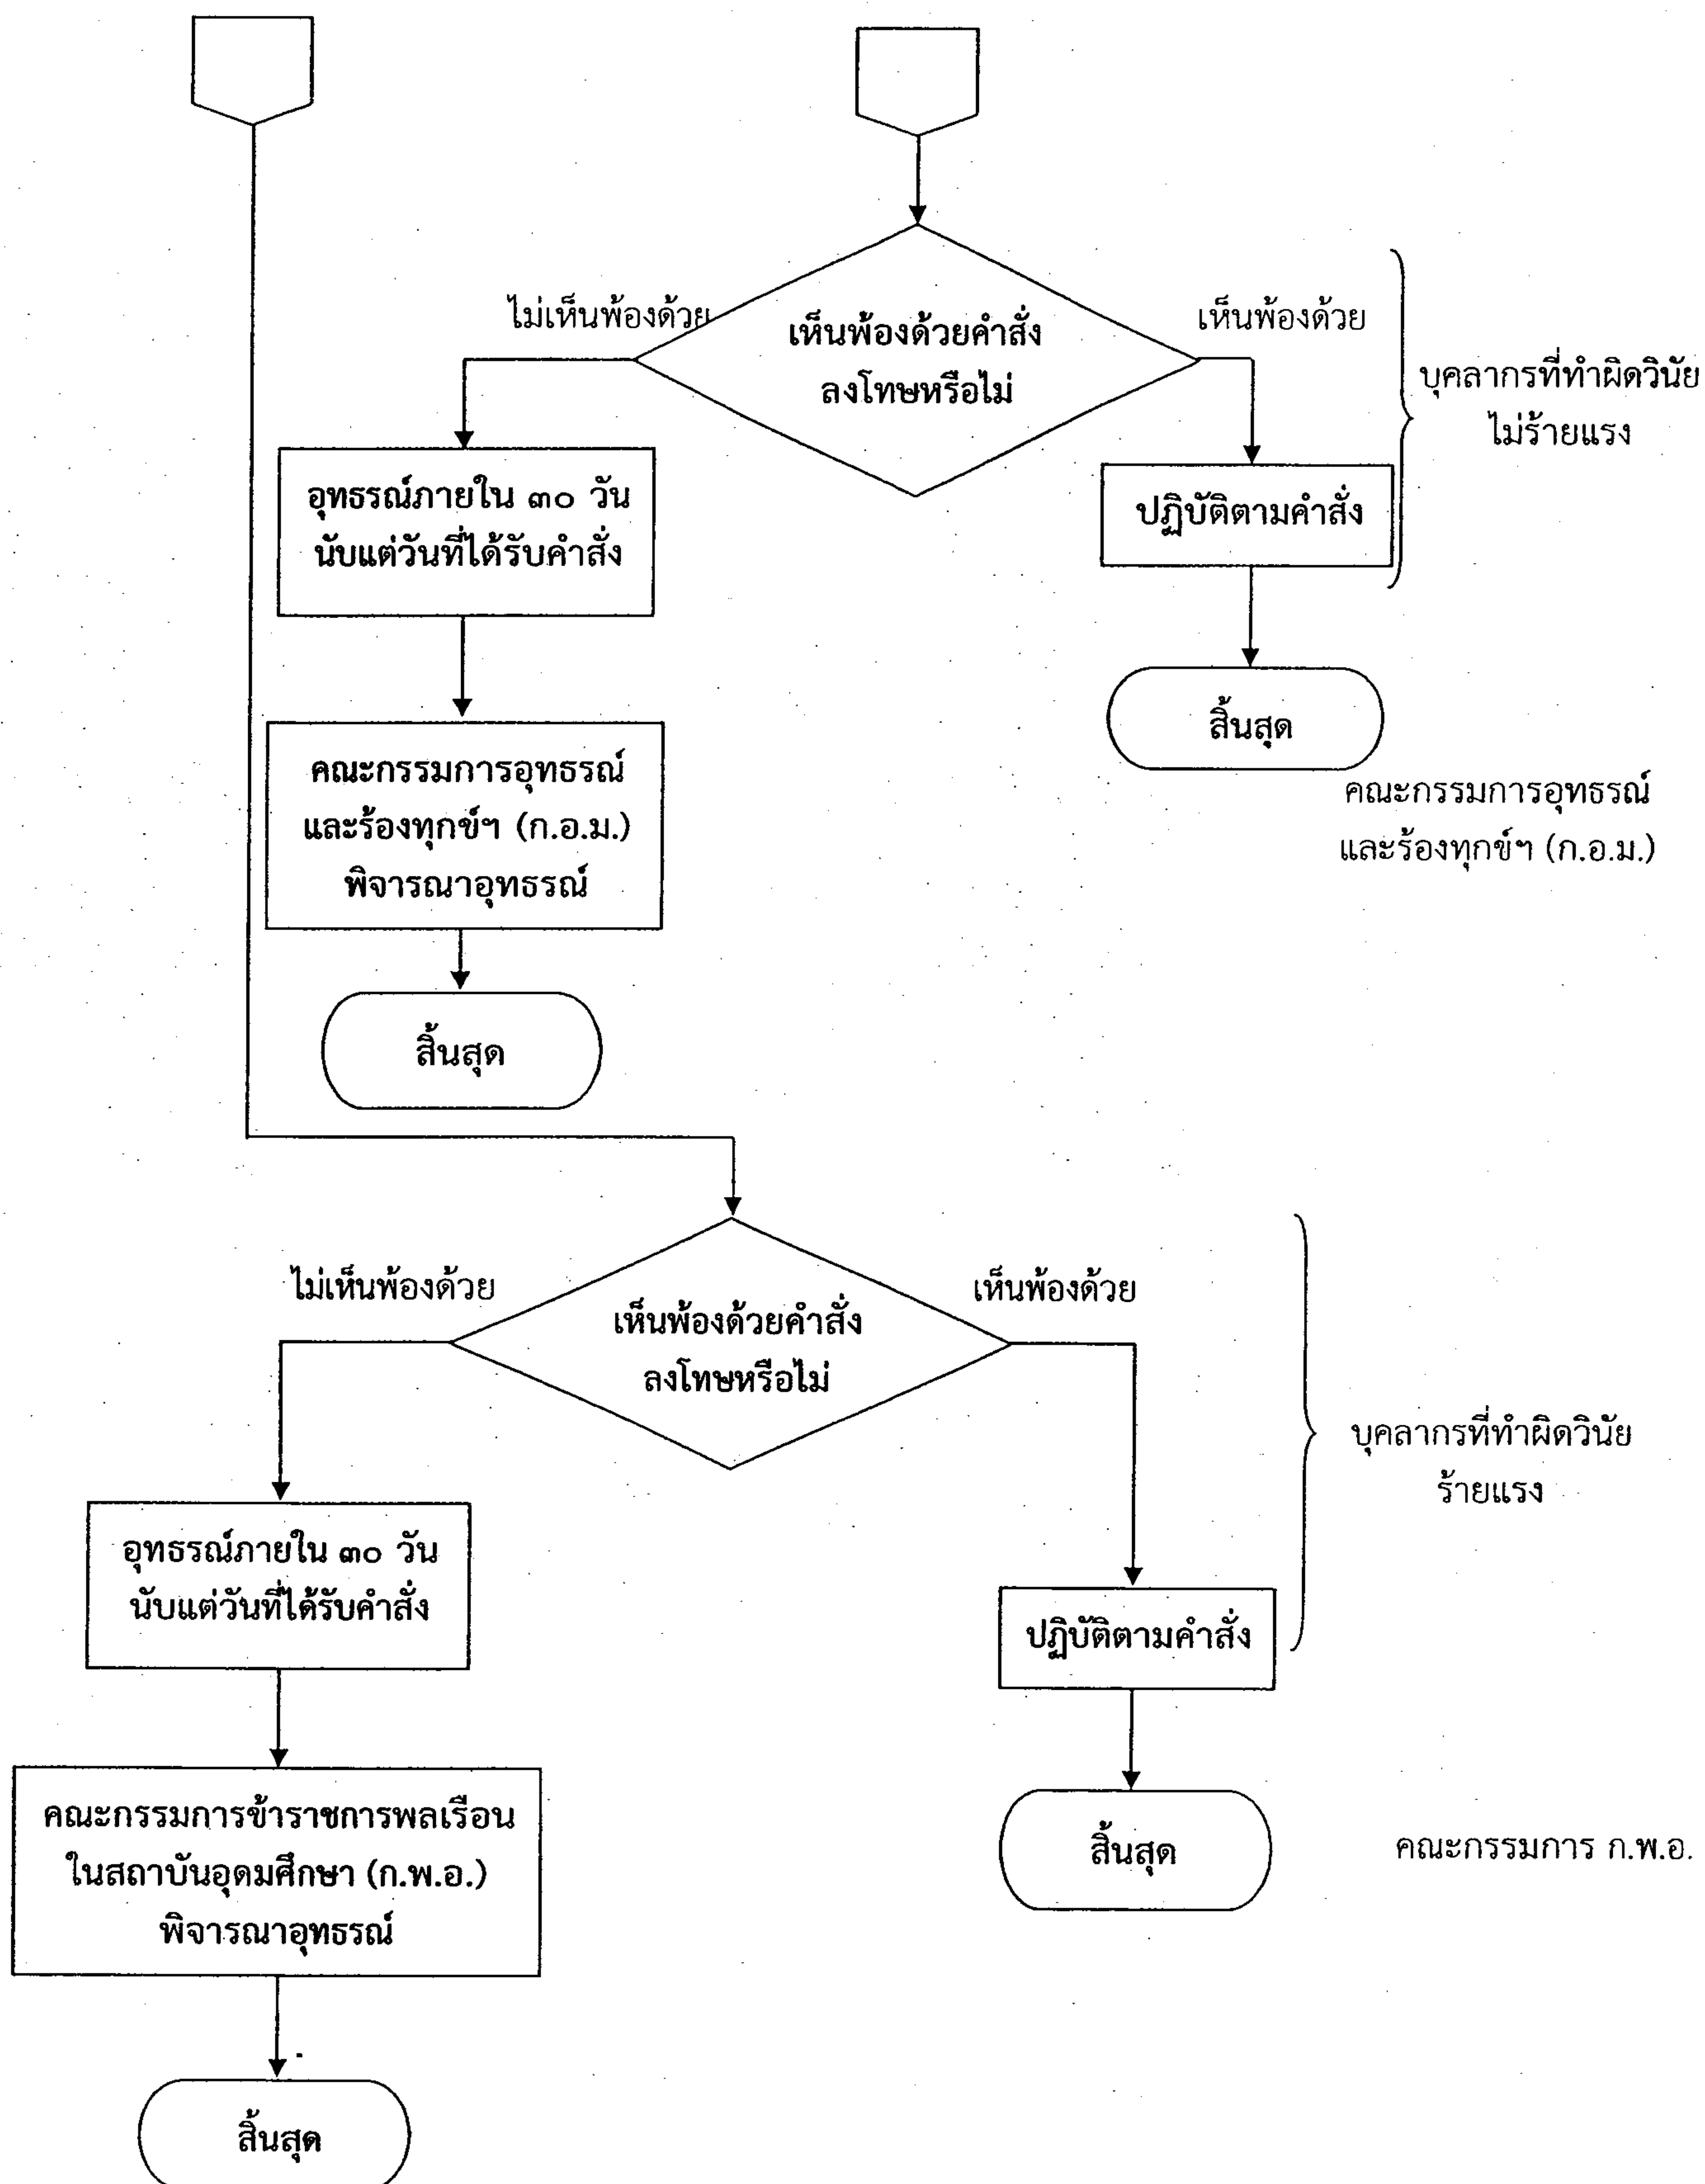 ไม่เห็นพ้องด้วย
เห็นพ้องด้วยคำสั่ง
ลงโทษหรือไม่
เห็นพ้องด้วย
บุคลากรที่ทำผิดวินัย
ไม่ร้ายแรง
อุทธรณ์ภายใน ๓๐ วัน
นับแต่วันที่ได้รับคำสั่ง
ปฏิบัติตามคำสั่ง
สิ้นสุด
คณะกรรมการอุทธรณ์
และร้องทุกข์ฯ (ก.อ.ม.)
พิจารณาอุทธรณ์
คณะกรรมการอุทธรณ์
และร้องทุกข์ฯ (ก.อ.ม.)
สิ้นสุด
ไม่เห็นพ้องด้วย
เห็นพ้องด้วยคำสั่ง
ลงโทษหรือไม่
เห็นพ้องด้วย
บุคลากรที่ทำผิดวินัย
ร้ายแรง
อุทธรณ์ภายใน ๓๐ วัน
นับแต่วันที่ได้รับคำสั่ง
ปฏิบัติตามคำสั่ง
คณะกรรมการข้าราชการพลเรือน
ในสถาบันอุดมศึกษา (ก.พ.อ.)
พิจารณาอุทธรณ์
สิ้นสุด
คณะกรรมการ ก.พ.อ.
สิ้นสุด